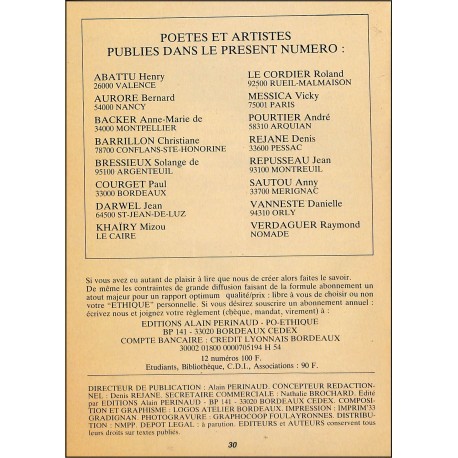 POETES ET ARTISTES
PUBLIES DANS LE PRESENT NUMERO :
ABATTU Henry
26000 VALENCE
AURORE Bernard
54000 NANCY
BACKER Anne-Marie de
34000 MONTPELLIER
BARRILLON Christiane
78700 CONFLANS-STE-HONORINE
BRESSIEUX Solange de
95100 ARGENTEUIL
COURGET Paul
33000 BORDEAUX
DARWEL Jean
64500 ST-JEAN-DE-LUZ
KHAÏRY Mizou
LE CAIRE
LE CORDIER Roland
92500 RUEIL-MALMAISON
MESSICA Vicky
75001 PARIS
POURTIER André
58310 ARQUIAN
REJANE Denis
33600 PESSAC
REPUSSEAU Jean
93100 MONTREUIL
SAUTOU Anny
33700 MERIGNAC
VANNESTE Danielle
94310 ORLY
VERDAGUER Raymond
NOMADE
Si vous avez eu autant de plaisir à lire que nous de créer alors faites le savoir.
De même les contraintes de grande diffusion faisant de la formule abonnement un
atout majeur pour un rapport optimum qualité/prix : libre à vous de choisir ou non
votre "ETHIQUE" personnelle. Si vous désirez souscrire un abonnement annuel :
écrivez nous et joignez votre règlement (chèque, mandat, virement) à :
EDITIONS ALAIN PERINAUD - PO-ETHIQUE
BP 141 - 33020 BORDEAUX CEDEX
COMPTE BANCAIRE : CREDIT LYONNAIS BORDEAUX
30002 01800 0000705194 H 54
12 numéros 100 F.
Etudiants, Bibliothèque, C.D.I., Associations : 90 F.
DIRECTEUR DE PUBLICATION : Alain PERINAUD. CONCEPTEUR REDACTION-
NEL : Denis REJANE. SECRETAIRE COMMERCIALE : Nathalie BROCHARD. Edité
par EDITIONS Alain PERINAUD - BP 141 - 33020 BORDEAUX CEDEX. COMPOSI-
TION ET GRAPHISME : LOGOS ATELIER BORDEAUX. IMPRESSION : IMPRIM'33
GRADIGNAN. PHOTOGRAVURE : GRAPHOCOOP FOULAYRONNES. DISTRIBU-
TION : NMPP. DEPOT LEGAL : à parution. EDITEURS et AUTEURS conservent tous
leurs droits sur textes publiés.
30